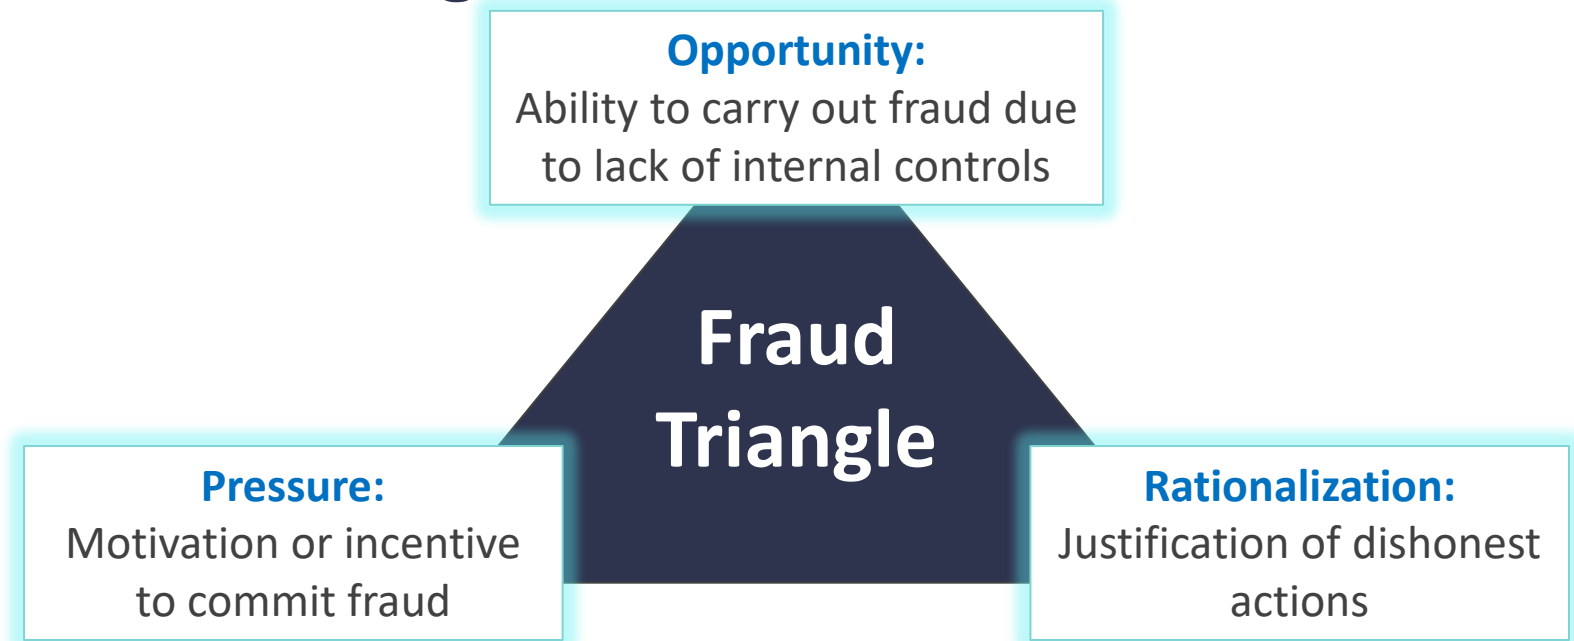 Opportunity:
Ability to carry out fraud due
to lack of internal controls
Fraud
Triangle
Pressure:
Motivation or incentive
to commit fraud
Rationalization:
Justification of dishonest
actions